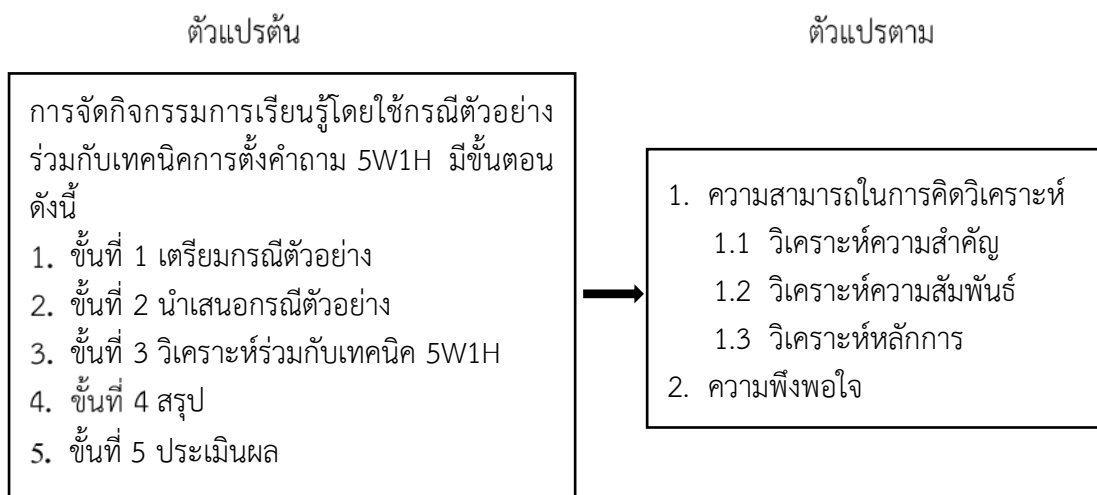 ตัวแปรต้น
ตัวแปรตาม
การจัดกิจกรรมการเรียนรู้โดยใช้กรณีตัวอย่าง
ร่วมกับเทคนิคการตั้งคำถาม 5W1H มีขั้นตอน
ดังนี้
1. ขั้นที่ 1 เตรียมกรณีตัวอย่าง
2. ขั้นที่ 2 นำเสนอกรณีตัวอย่าง
3. ขั้นที่ 3 วิเคราะห์ร่วมกับเทคนิค 5W1H
4. ขั้นที่ 4 สรุป
5. ขั้นที่ 5 ประเมินผล
1. ความสามารถในการคิดวิเคราะห์
1.1 วิเคราะห์ความสำคัญ
1.2 วิเคราะห์ความสัมพันธ์
1.3 วิเคราะห์หลักการ
2. ความพึงพอใจ